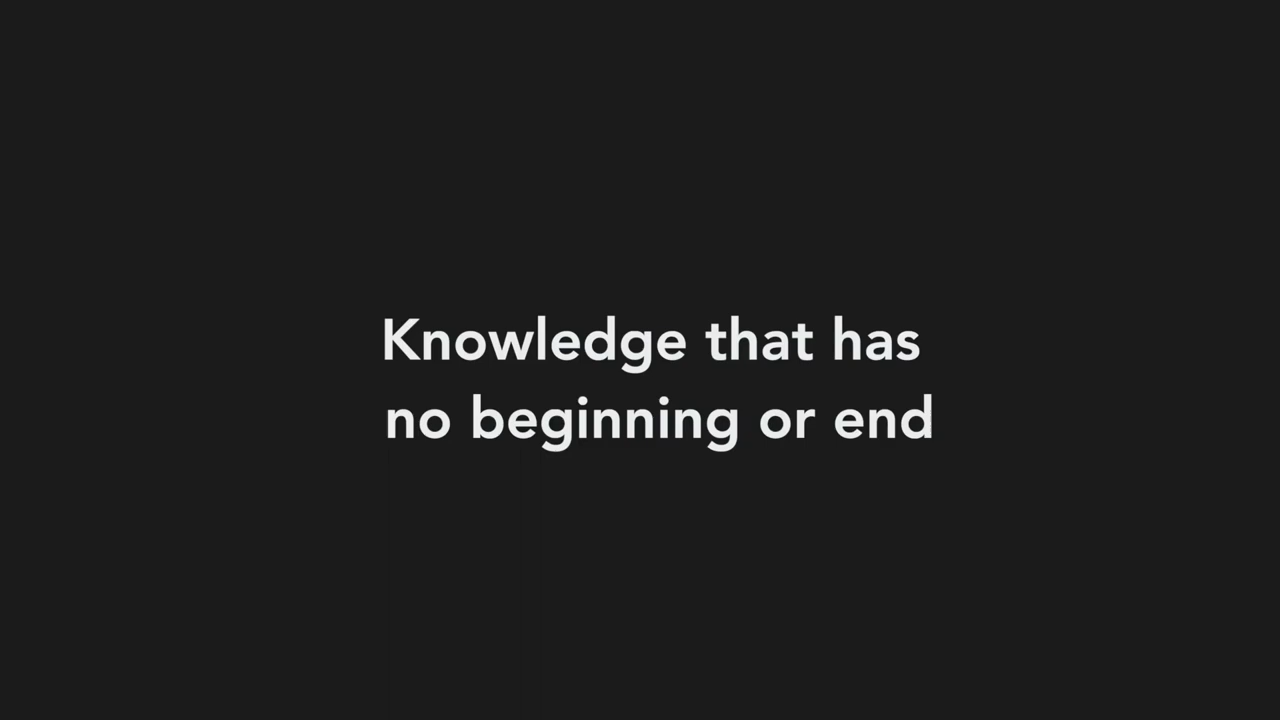 Knowledge that has
no beginning or end